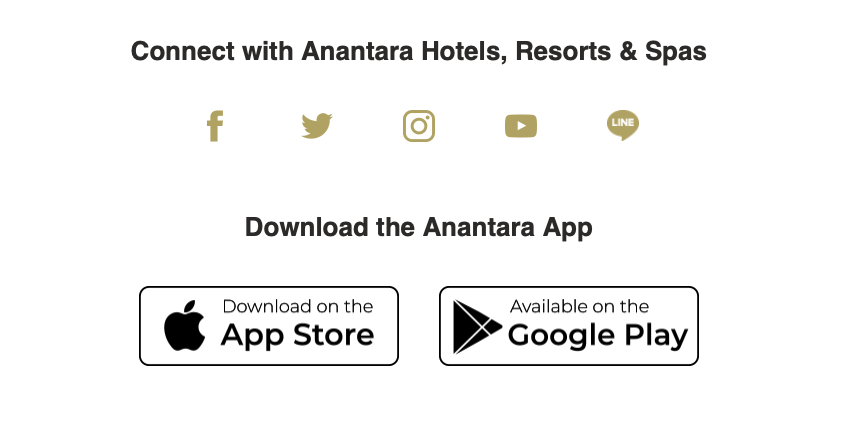 Connect with Anantara Hotels, Resorts & Spas
LINE
Download the Anantara App
Download on the
App Store
Available on the
Google Play